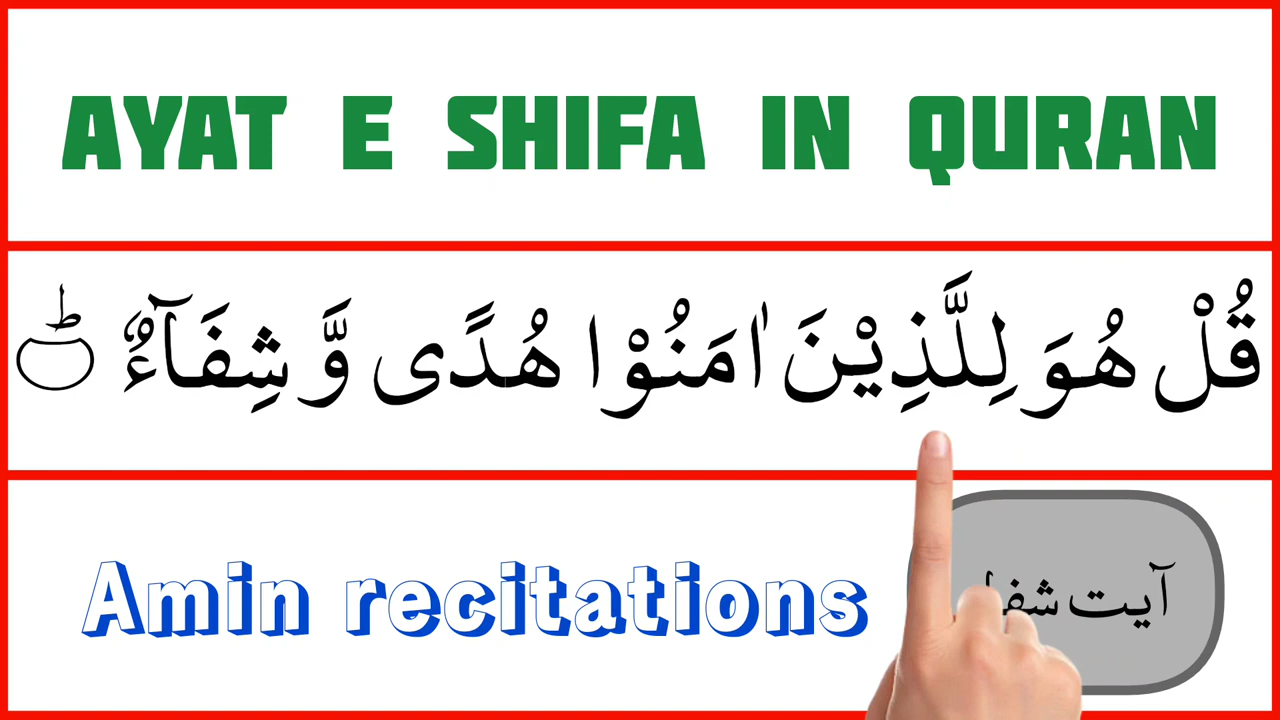 AYAT E SHIFA IN QURAN
قُلْ هُوَ لِلَّذِيْنَ اٰمَنُوْا هُدًى وَّ شِفَآءٌ ؕ
Amin recitations
آیت شفا